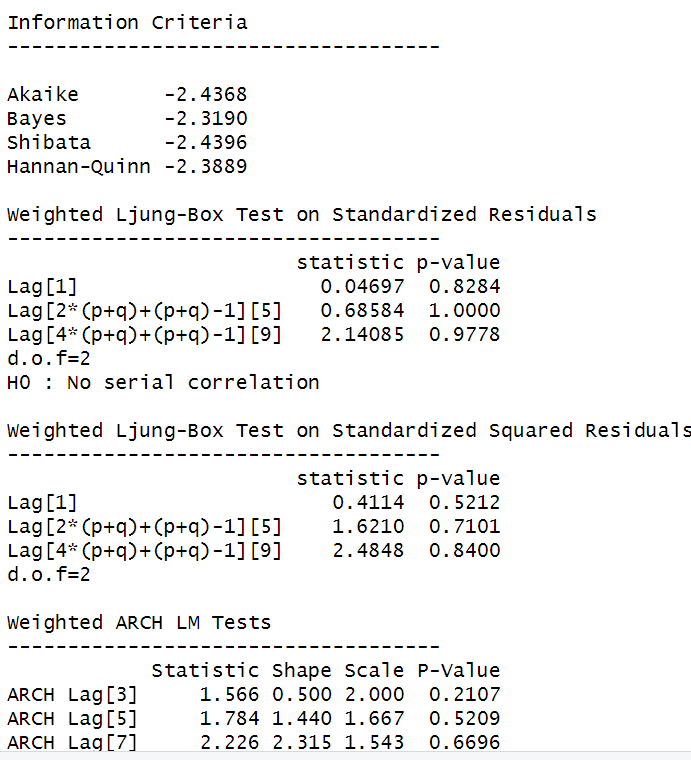 Information Criteria
------------------------------------
Akaike       -2.4368
Bayes        -2.3190
Shibata      -2.4396
Hannan-Quinn -2.3889
Weighted Ljung-Box Test on Standardized Residuals
------------------------------------
                        statistic p-value
Lag[1]                    0.04697  0.8284
Lag[2*(p+q)+(p+q)-1][5]   0.68584  1.0000
Lag[4*(p+q)+(p+q)-1][9]   2.14085  0.9778
d.o.f=2
H0 : No serial correlation
Weighted Ljung-Box Test on Standardized Squared Residuals
------------------------------------
                        statistic p-value
Lag[1]                     0.4114  0.5212
Lag[2*(p+q)+(p+q)-1][5]    1.6210  0.7101
Lag[4*(p+q)+(p+q)-1][9]    2.4848  0.8400
d.o.f=2
Weighted ARCH LM Tests
------------------------------------
            Statistic Shape Scale P-Value
ARCH Lag[3]     1.566 0.500 2.000  0.2107
ARCH Lag[5]     1.784 1.440 1.667  0.5209
ARCH Lag[7]     2.226 2.315 1.543  0.6696